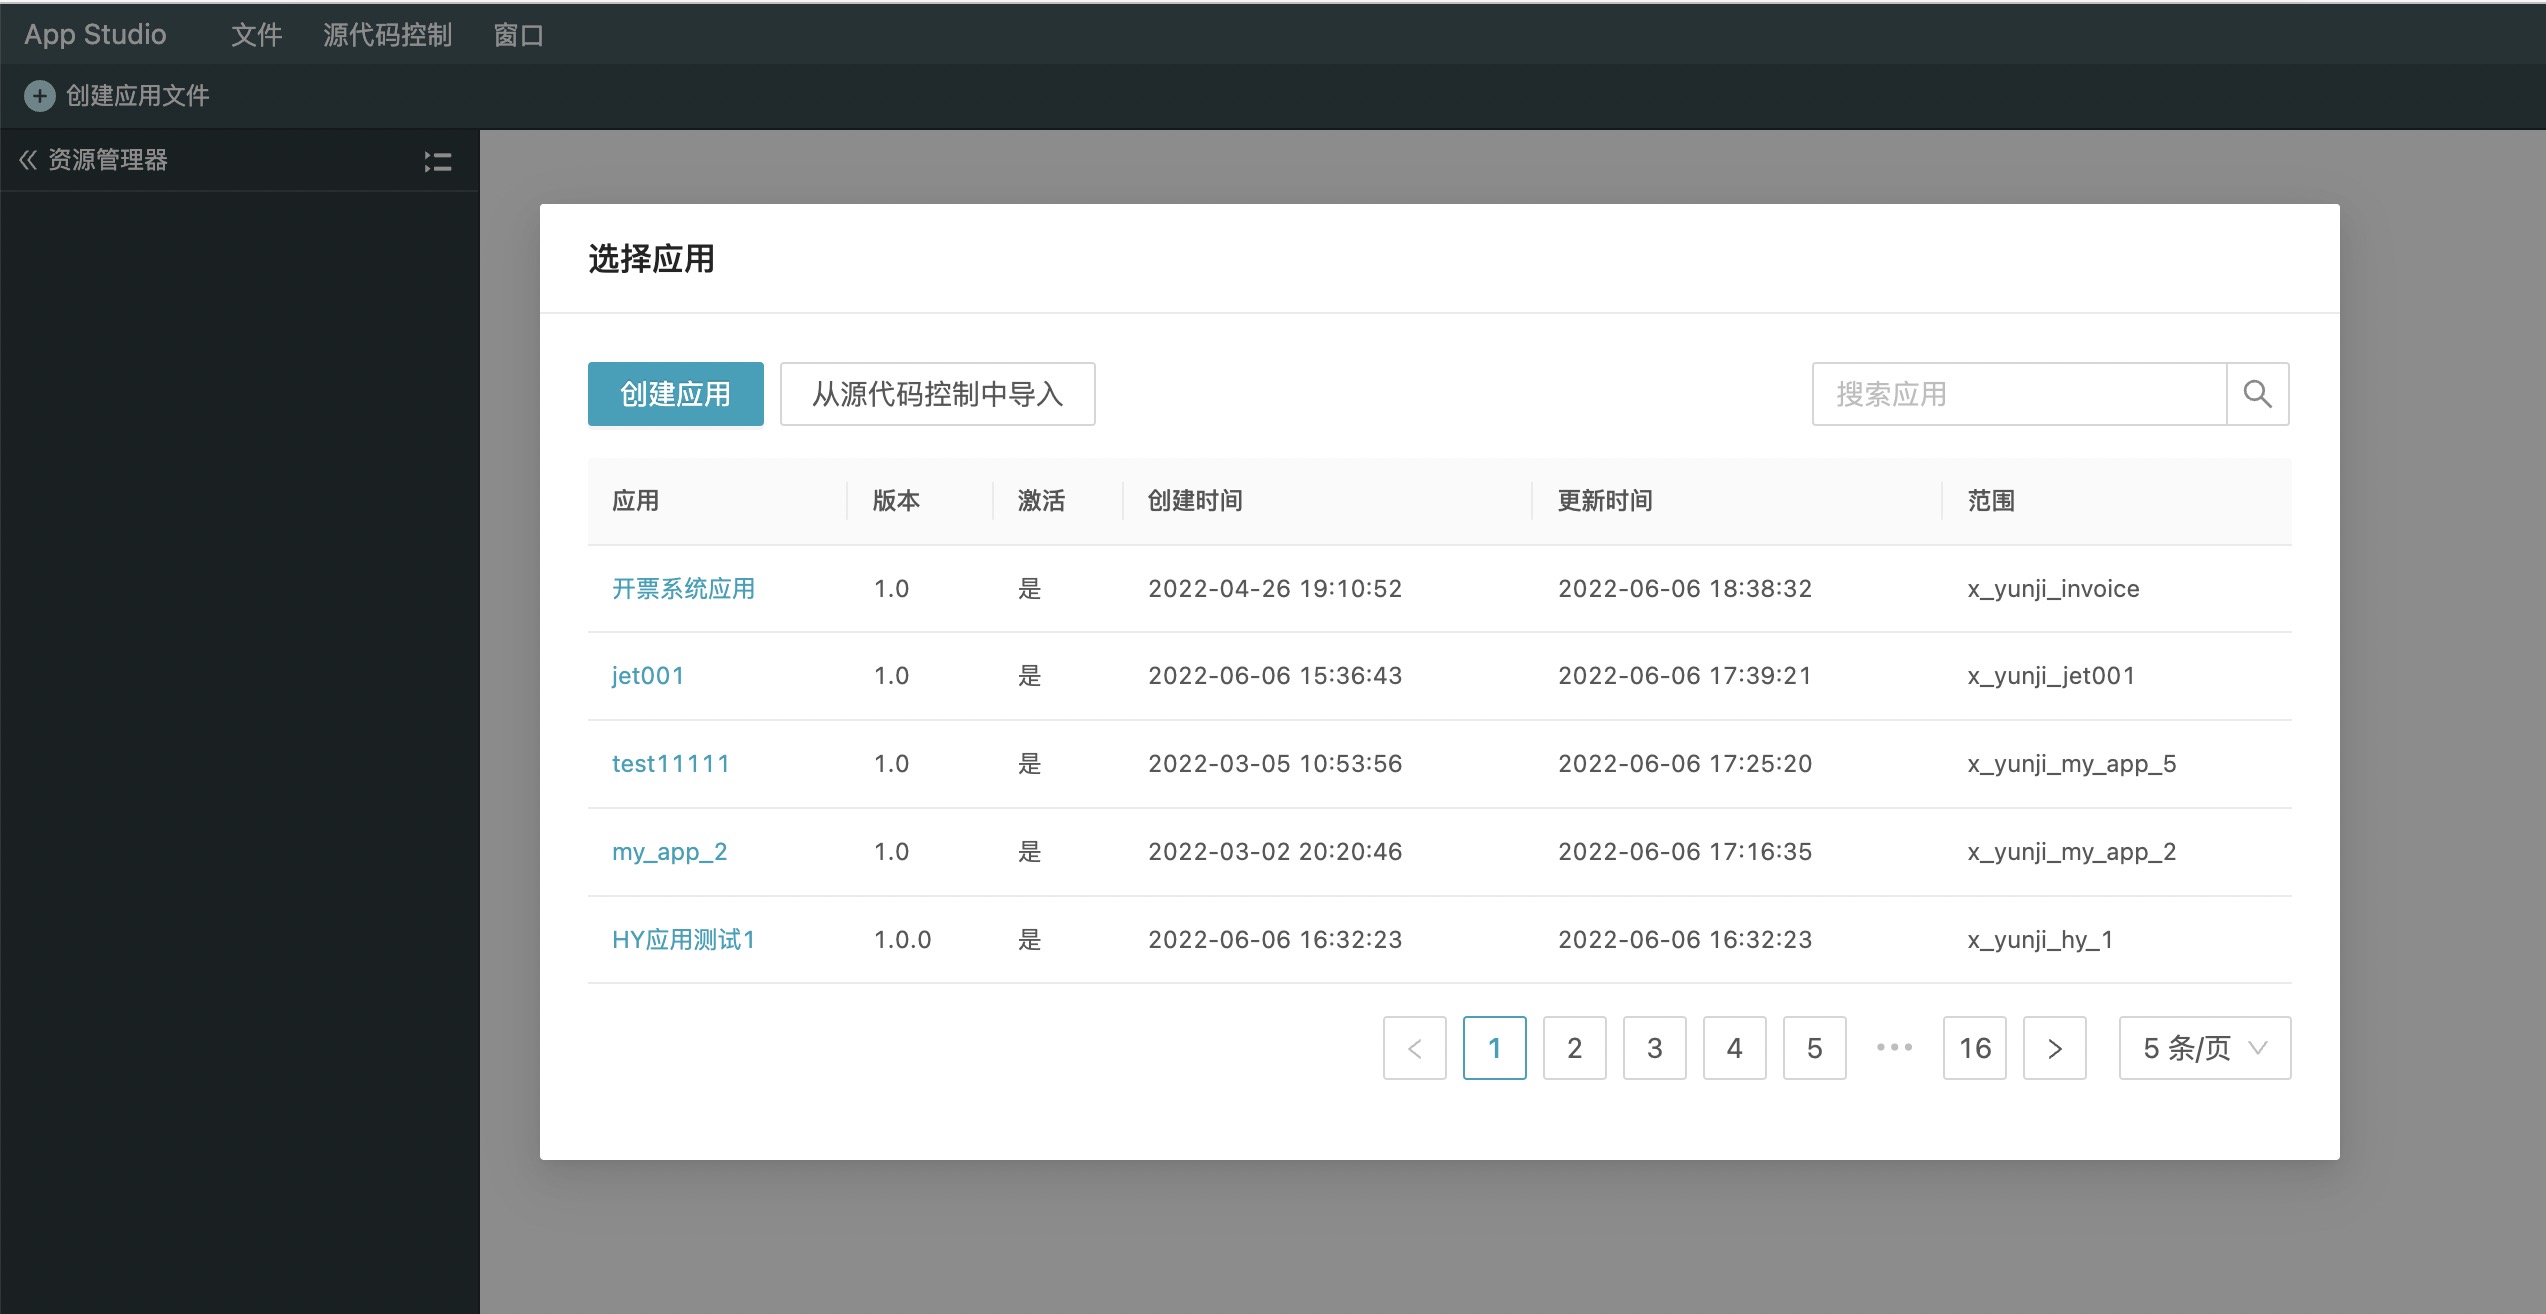 App Studio 文件 源代码控制 窗口
创建应用文件
资源管理器
选择应用
创建应用 从源代码控制中导入 搜索应用
应用 版本 激活 创建时间 更新时间 范围
开票系统应用 1.0 是 2022-04-26 19:10:52 2022-06-06 18:38:32 x_yunji_invoice
jet001 1.0 是 2022-06-06 15:36:43 2022-06-06 17:39:21 x_yunji_jet001
test11111 1.0 是 2022-03-05 10:53:56 2022-06-06 17:25:20 x_yunji_my_app_5
my_app_2 1.0 是 2022-03-02 20:20:46 2022-06-06 17:16:35 x_yunji_my_app_2
HY应用测试1 1.0.0 是 2022-06-06 16:32:23 2022-06-06 16:32:23 x_yunji_hy_1
< 1 2 3 4 5 ••• 16 > 5 条/页